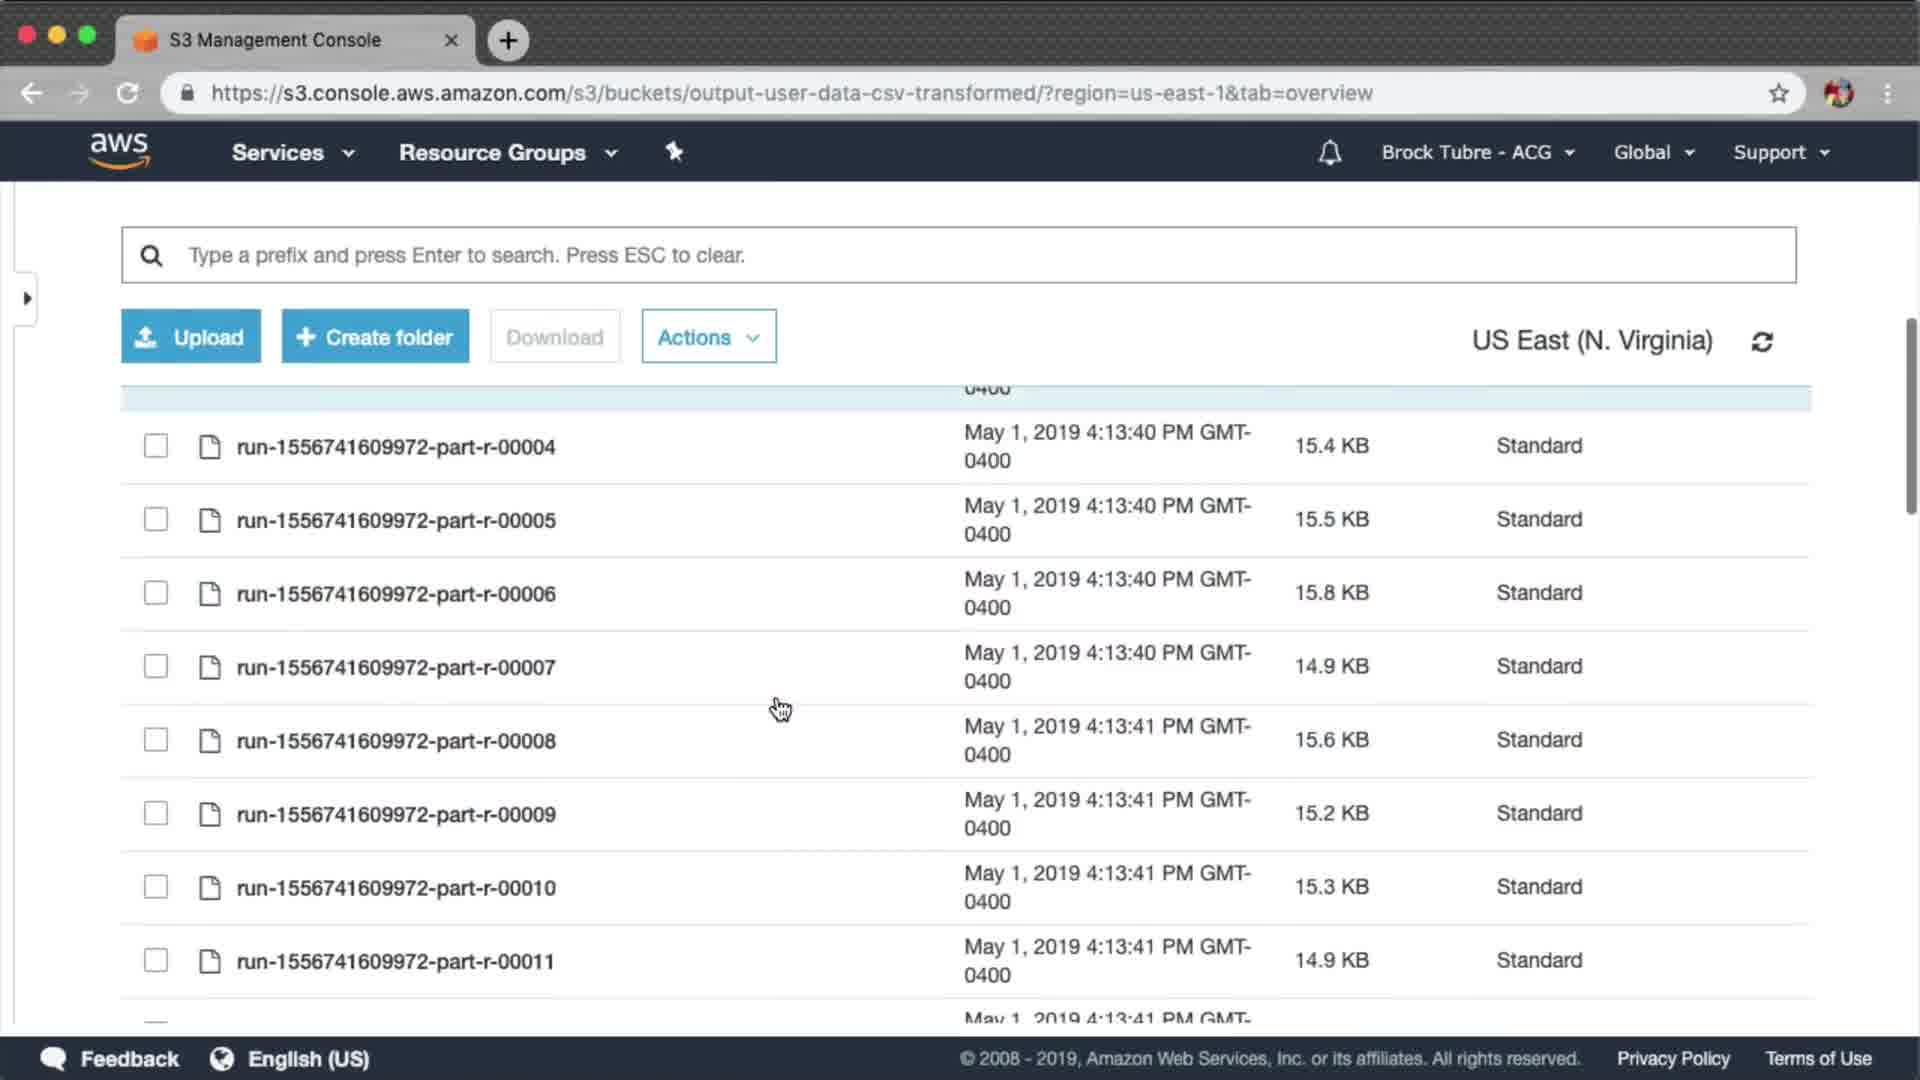 S3 Management Console
https://s3.console.aws.amazon.com/s3/buckets/output-user-data-csv-transformed/?region=us-east-1&tab=overview
aws Services Resource Groups Brock Tubre - ACG Global Support
Type a prefix and press Enter to search. Press ESC to clear.
Upload Create folder Download Actions US East (N. Virginia)
0400
run-1556741609972-part-r-00004 May 1, 2019 4:13:40 PM GMT- 15.4 KB Standard
0400
run-1556741609972-part-r-00005 May 1, 2019 4:13:40 PM GMT- 15.5 KB Standard
0400
run-1556741609972-part-r-00006 May 1, 2019 4:13:40 PM GMT- 15.8 KB Standard
0400
run-1556741609972-part-r-00007 May 1, 2019 4:13:40 PM GMT- 14.9 KB Standard
0400
run-1556741609972-part-r-00008 May 1, 2019 4:13:41 PM GMT- 15.6 KB Standard
0400
run-1556741609972-part-r-00009 May 1, 2019 4:13:41 PM GMT- 15.2 KB Standard
0400
run-1556741609972-part-r-00010 May 1, 2019 4:13:41 PM GMT- 15.3 KB Standard
0400
run-1556741609972-part-r-00011 May 1, 2019 4:13:41 PM GMT- 14.9 KB Standard
0400
May 1, 2019 4:13:41 PM GMT-
Feedback English (US) © 2008 - 2019, Amazon Web Services, Inc. or its affiliates. All rights reserved. Privacy Policy Terms of Use